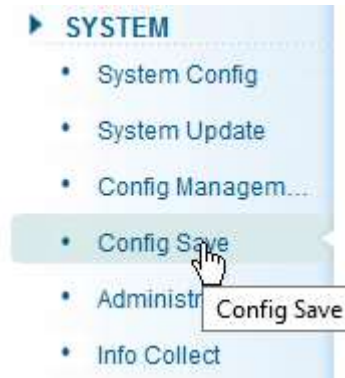 SYSTEM
System Config
System Update
Config Managem...
Config Save
Administr
Config Save
Info Collect